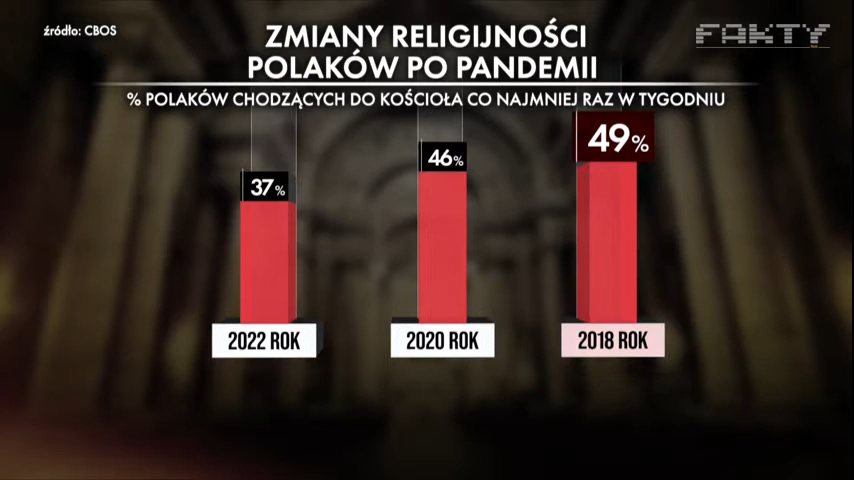 źródło: CBOS
FAKTY
ZMIANY RELIGIJNOŚCI
POLAKÓW PO PANDEMII
% POLAKÓW CHODZĄCYCH DO KOŚCIOŁA CO NAJMNIEJ RAZ W TYGODNIU
37%
46%
49%
2022 ROK
2020 ROK
2018 ROK